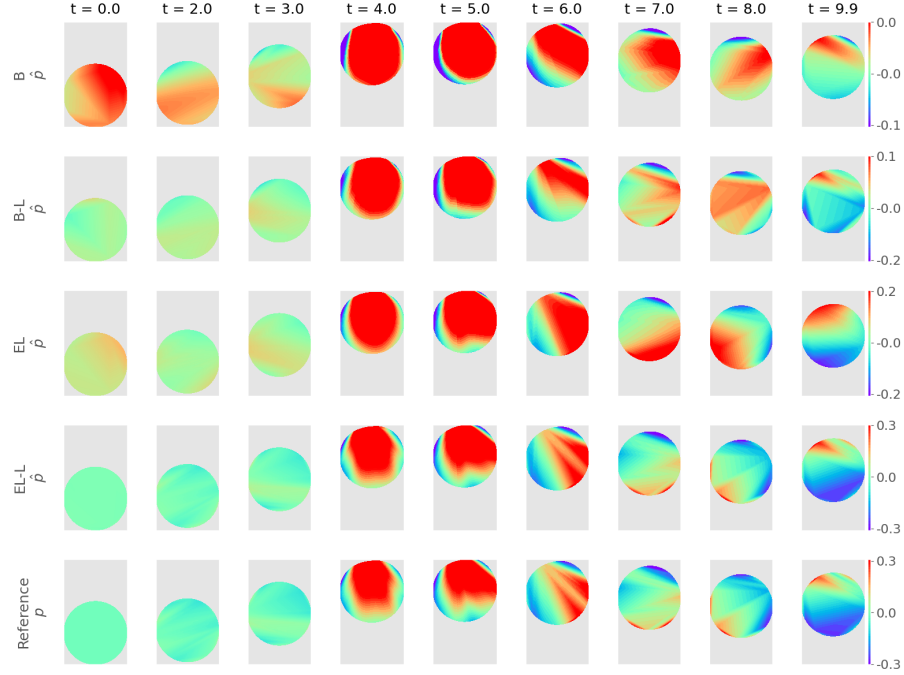 t = 0.0 t = 2.0 t = 3.0 t = 4.0 t = 5.0 t = 6.0 t = 7.0 t = 8.0 t = 9.9
B
p̂
0.0
-0.0
-0.1
B-L
p̂
0.1
-0.0
-0.2
EL
p̂
0.2
-0.0
-0.2
EL-L
p̂
0.3
0.0
-0.3
Reference
p
0.3
0.0
-0.3